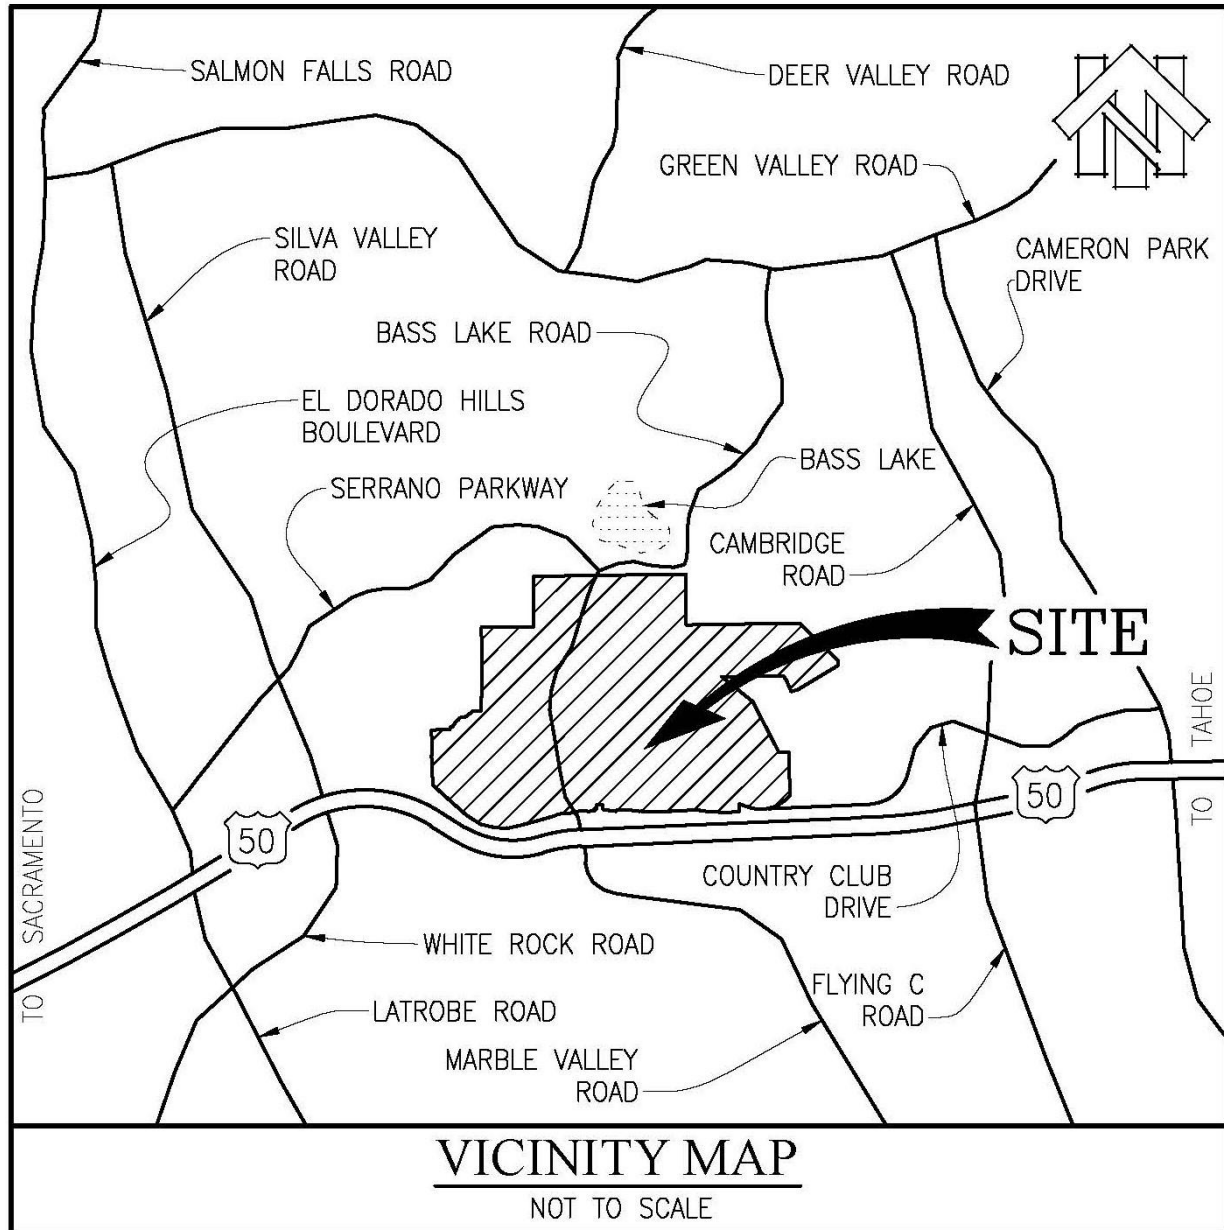 SALMON FALLS ROAD
DEER VALLEY ROAD
N
GREEN VALLEY ROAD
SILVA VALLEY
ROAD
CAMERON PARK
DRIVE
BASS LAKE ROAD
EL DORADO HILLS
BOULEVARD
BASS LAKE
SERRANO PARKWAY
CAMBRIDGE
ROAD
SITE
TO TAHOE
50
50
TO SACRAMENTO
COUNTRY CLUB
DRIVE
WHITE ROCK ROAD
FLYING C
ROAD
LATROBE ROAD
MARBLE VALLEY
ROAD
VICINITY MAP
NOT TO SCALE